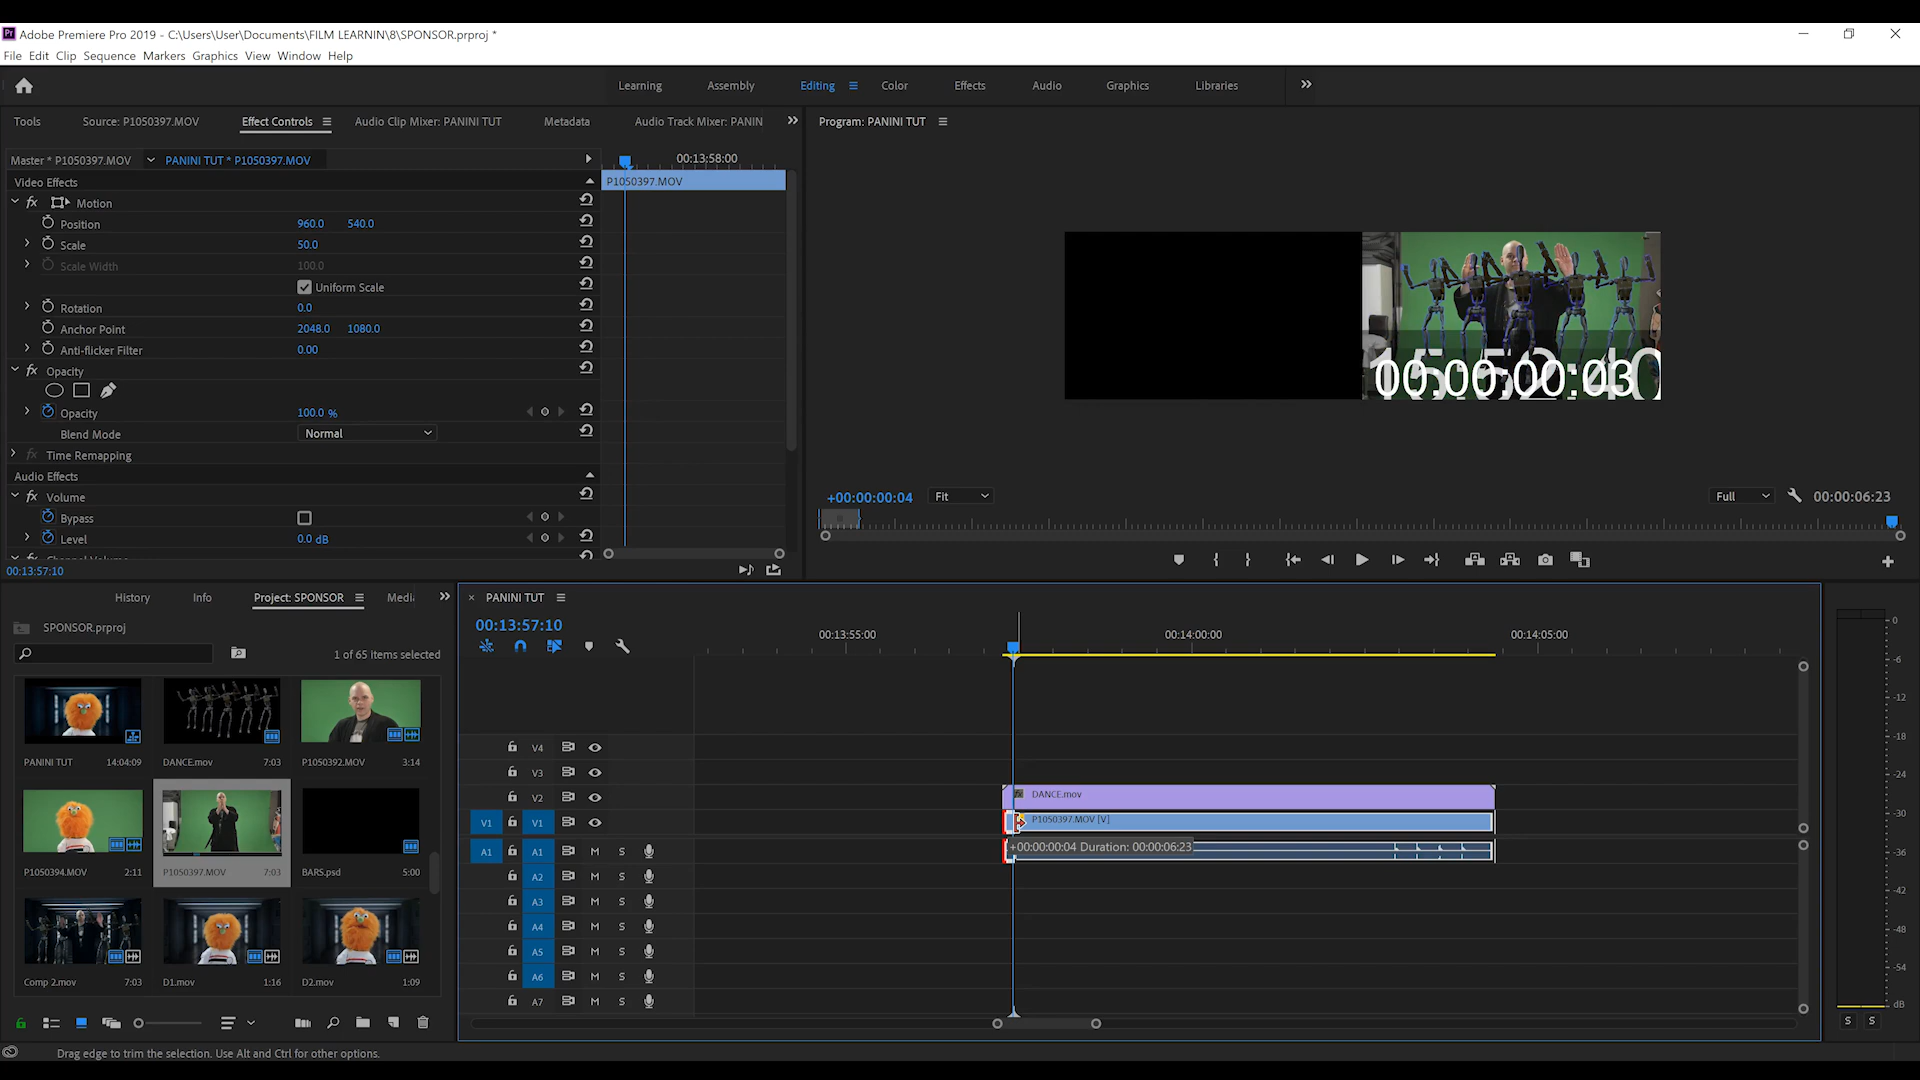 Adobe Premiere Pro 2019 - C:\Users\User\Documents\FILM LEARNIN\8\SPONSOR.prproj *
File Edit Clip Sequence Markers Graphics View Window Help
Learning Assembly Editing Color Effects Audio Graphics Libraries
Tools Source: P1050397.MOV Effect Controls Audio Clip Mixer: PANINI TUT Metadata Audio Track Mixer: PANIN
Program: PANINI TUT
Master * P1050397.MOV PANINI TUT * P1050397.MOV 00:13:58:00
Video Effects P1050397.MOV
fx Motion
Position 960.0 540.0
Scale 50.0
Scale Width 100.0
Uniform Scale
Rotation 0.0
Anchor Point 2048.0 1080.0
Anti-flicker Filter 0.00
Opacity
Opacity 100.0 %
Blend Mode Normal
fx Time Remapping
Audio Effects
fx Volume
Bypass
Level 0.0 dB
Channel Volume
00:13:57:10
00:00:00:03
+00:00:00:04 Fit Full 00:00:06:23
History Info Project: SPONSOR Medi
SPONSOR.prproj
1 of 65 items selected
PANINI TUT 14:04:09 DANCE.mov 7:03 P1050392.MOV 3:14
P1050394.MOV 2:11 P1050397.MOV 7:03 BARS.psd 5:00
Comp 2.mov 7:03 D1.mov 1:16 D2.mov 1:09
× PANINI TUT
00:13:57:10
00:13:55:00 00:14:00:00 00:14:05:00
V4
V3
V2 DANCE.mov
V1 V1 P1050397.MOV [V]
A1 A1 M S +00:00:00:04 Duration: 00:00:06:23
A2 M S
A3 M S
A4 M S
A5 M S
A6 M S
A7 M S
0
-6
-12
-18
-24
-30
-36
-42
-48
-54
dB
S S
Drag edge to trim the selection. Use Alt and Ctrl for other options.